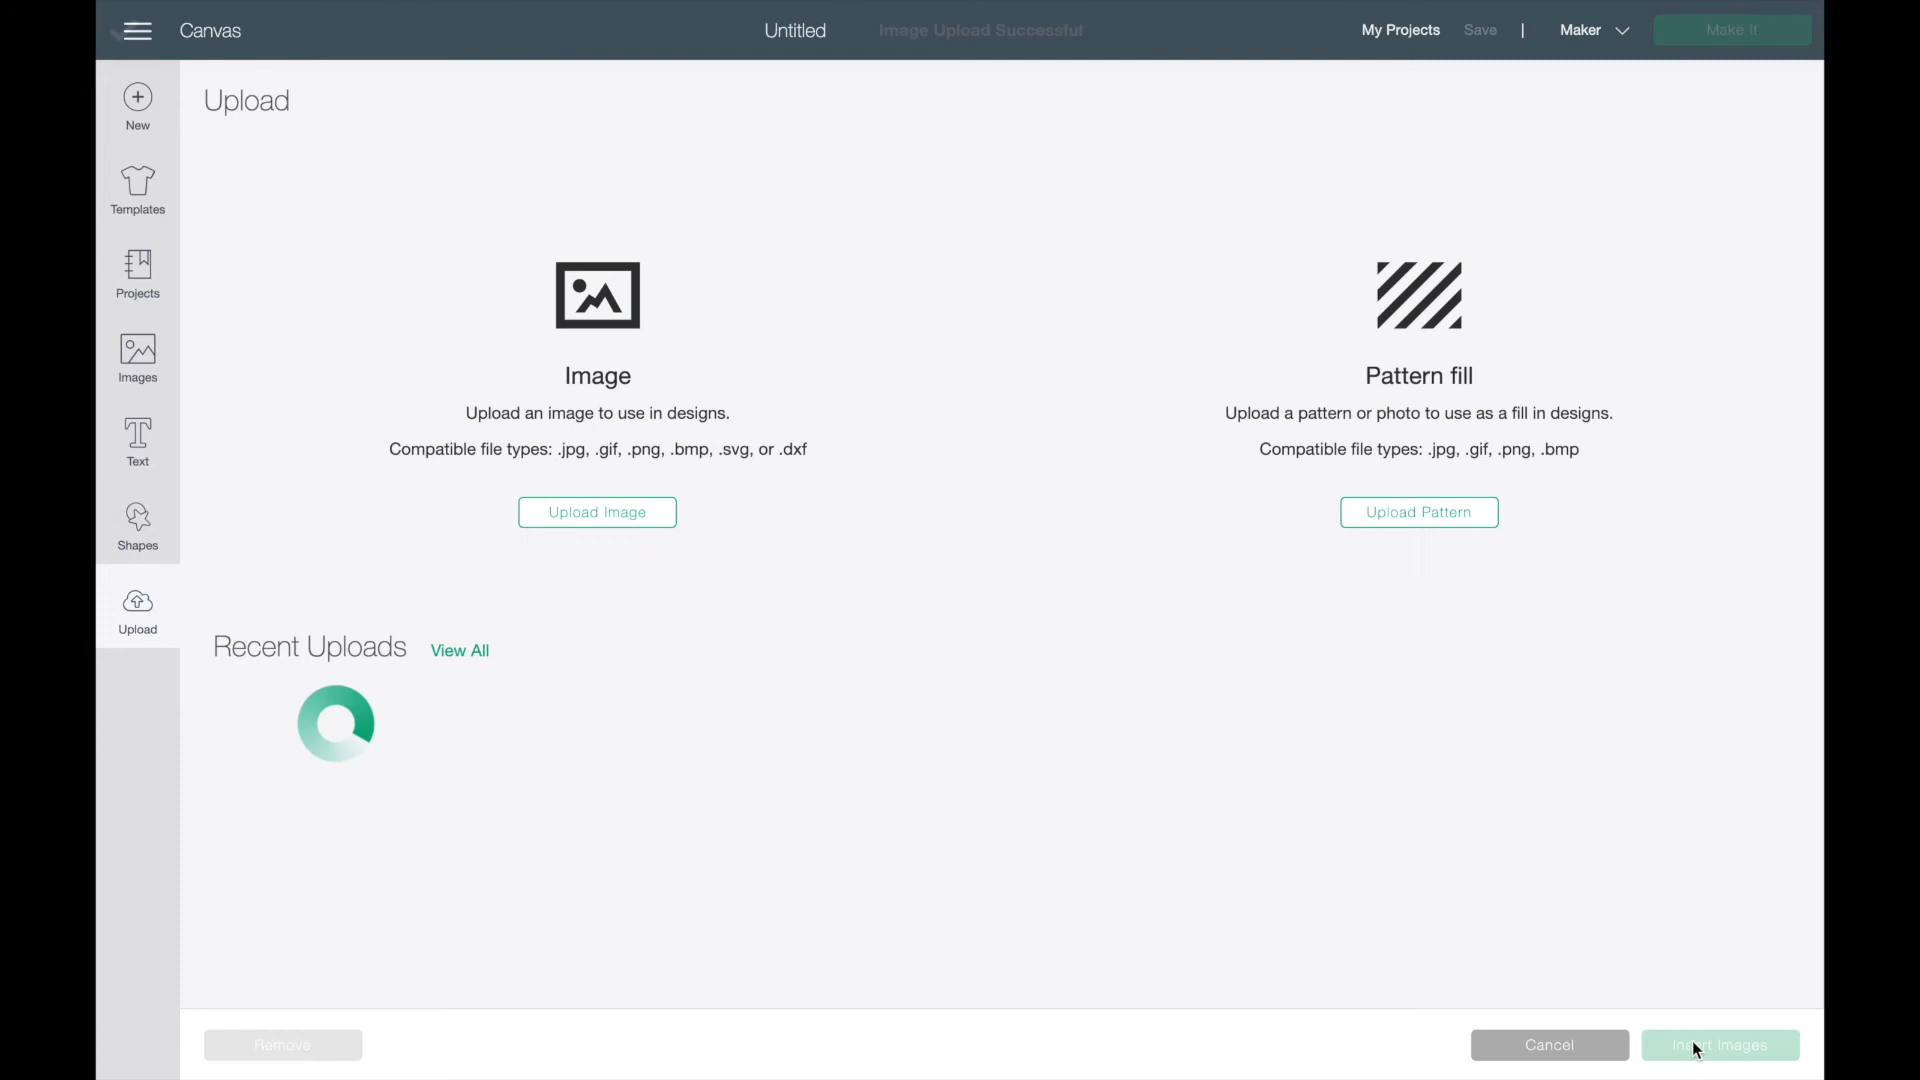 Canvas
Untitled
Image Upload Successful
My Projects
Save
|
Maker
Make It
New
Templates
Projects
Images
Text
Shapes
Upload
Upload
Image
Upload an image to use in designs.
Compatible file types: .jpg, .gif, .png, .bmp, .svg, or .dxf
Upload Image
Pattern fill
Upload a pattern or photo to use as a fill in designs.
Compatible file types: .jpg, .gif, .png, .bmp
Upload Pattern
Recent Uploads
View All
Remove
Cancel
Insert Images